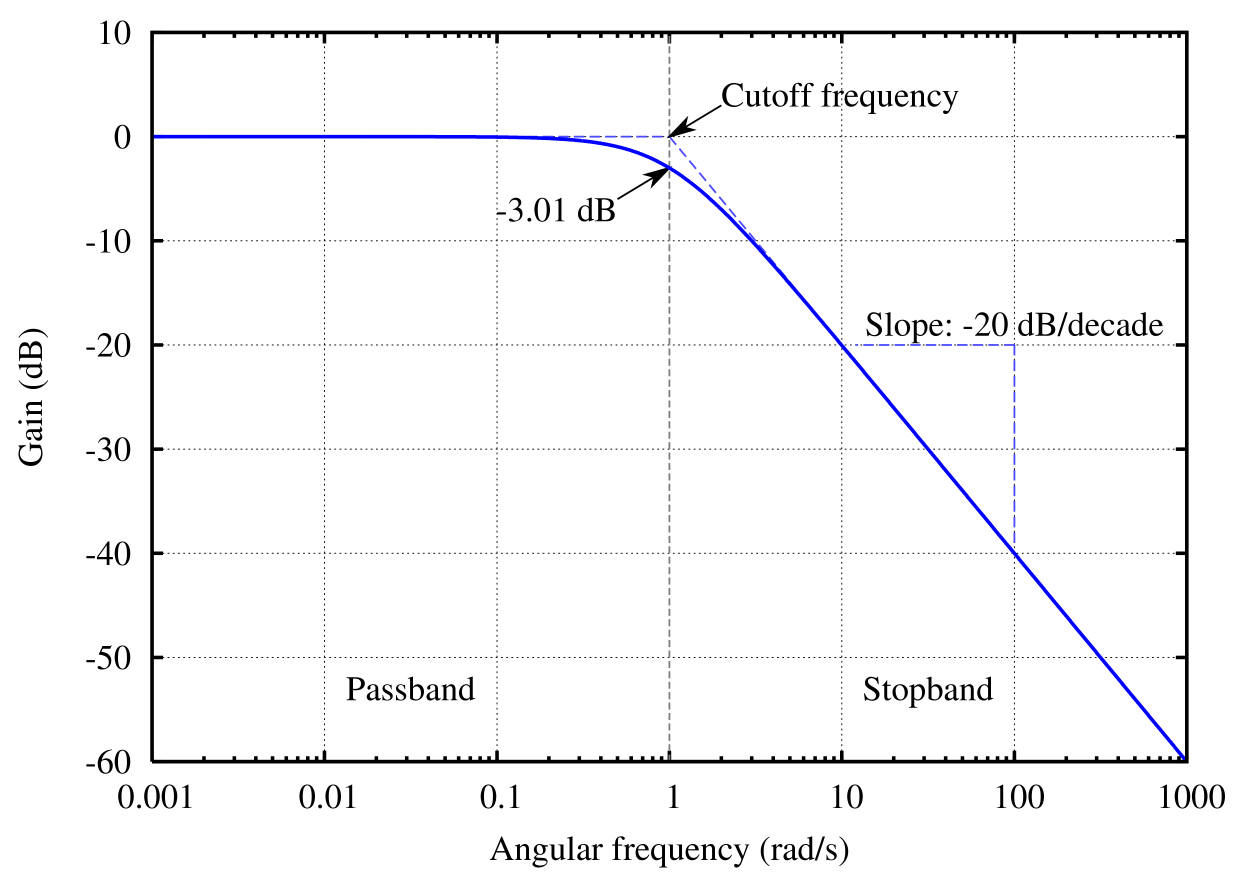 10
Cutoff frequency
0
-3.01 dB
-10
Slope: -20 dB/decade
-20
Gain (dB)
-30
-40
-50
Passband Stopband
-60
0.001 0.01 0.1 1 10 100 1000
Angular frequency (rad/s)